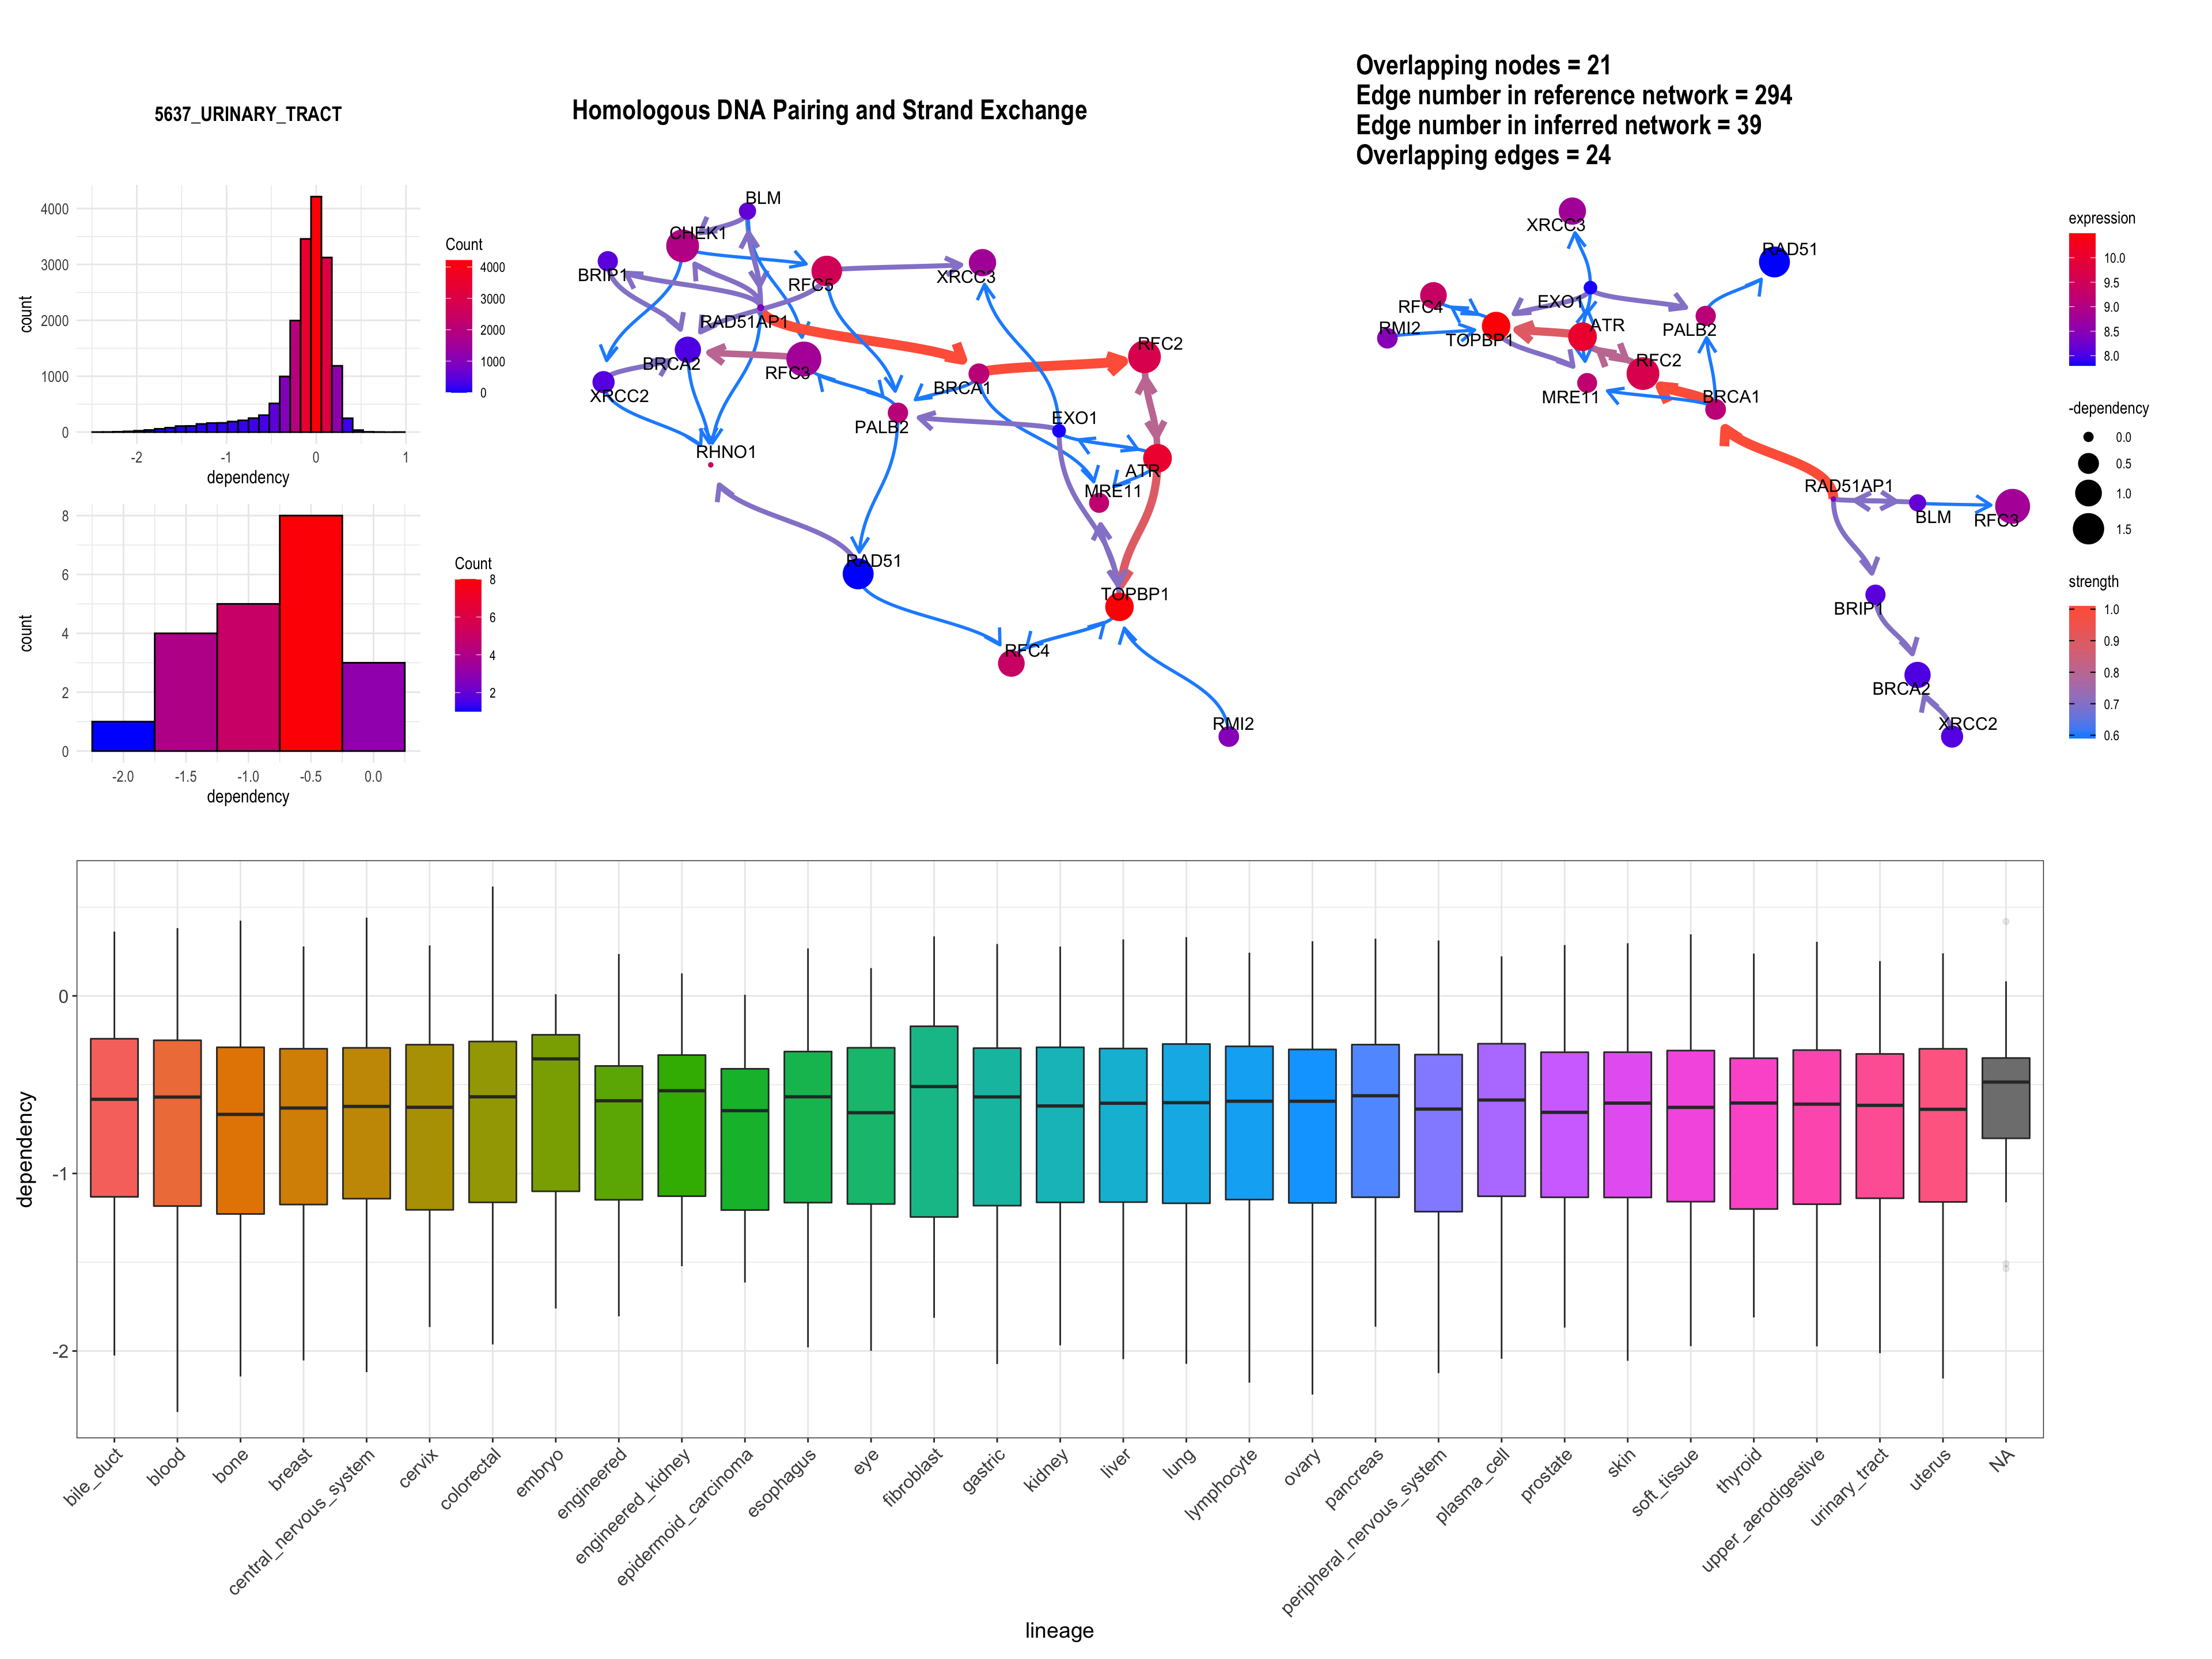 5637_URINARY_TRACT
count
4000
3000
2000
1000
0
-2
-1
0
1
dependency
Count
4000
3000
2000
1000
0
count
8
6
4
2
0
-2.0
-1.5
-1.0
-0.5
0.0
dependency
Count
8
6
4
2
Homologous DNA Pairing and Strand Exchange
BLM
CHEK1
BRIP1
RFC5
XRCC3
RAD51AP1
BRCA2
RFC3
RFC2
XRCC2
BRCA1
PALB2
EXO1
RHNO1
ATR
MRE11
RAD51
TOPBP1
RFC4
RMI2
Overlapping nodes = 21
Edge number in reference network = 294
Edge number in inferred network = 39
Overlapping edges = 24
XRCC3
RAD51
EXO1
RFC4
RMI2
TOPBP1
ATR
PALB2
RFC2
MRE11
BRCA1
RAD51AP1
BLM
RFC3
BRIP1
BRCA2
XRCC2
expression
10.0
9.5
9.0
8.5
8.0
-dependency
0.0
0.5
1.0
1.5
strength
1.0
0.9
0.8
0.7
0.6
dependency
0
-1
-2
bile_duct
blood
bone
breast
central_nervous_system
cervix
colorectal
embryo
engineered
engineered_kidney
epidermoid_carcinoma
esophagus
eye
fibroblast
gastric
kidney
liver
lung
lymphocyte
ovary
pancreas
peripheral_nervous_system
plasma_cell
prostate
skin
soft_tissue
thyroid
upper_aerodigestive
urinary_tract
uterus
NA
lineage